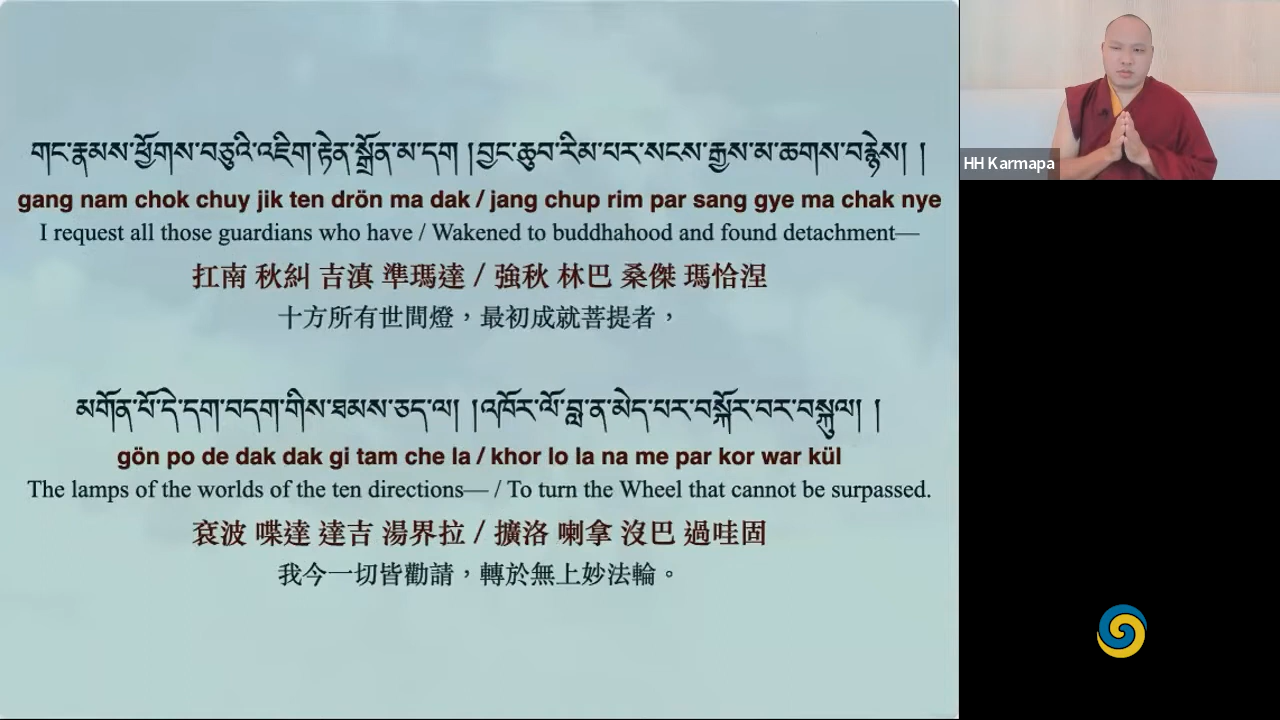 གང་རྣམས་ཕྱོགས་བཅུའི་འཇིག་རྟེན་སྒྲོན་མ་དག །བྱང་ཆུབ་རིམ་པར་སངས་རྒྱས་མ་ཆགས་བརྙེས། །
gang nam chok chuy jik ten drön ma dak / jang chup rim par sang gye ma chak nye
I request all those guardians who have / Wakened to buddhahood and found detachment—
扛南 秋糾 吉滇 準瑪達 / 強秋 林巴 桑傑 瑪恰涅
十方所有世間燈，最初成就菩提者，
མགོན་པོ་དེ་དག་བདག་གིས་ཐམས་ཅད་ལ། །འཁོར་ལོ་བླ་ན་མེད་པར་བསྐོར་བར་བསྐུལ། །
gön po de dak dak gi tam che la / khor lo la na me par kor war kül
The lamps of the worlds of the ten directions— / To turn the Wheel that cannot be surpassed.
袞波 喋達 達吉 湯界拉 / 擴洛 喇拿 沒巴 過哇固
我今一切皆勸請，轉於無上妙法輪。
HH Karmapa